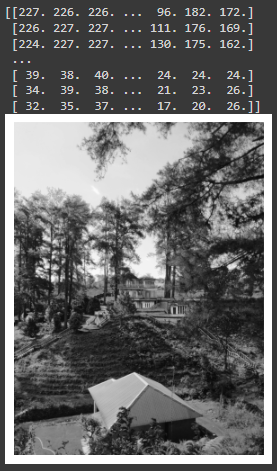 [[227. 226. 226. ... 96. 182. 172.]
[226. 227. 227. ... 111. 176. 169.]
[224. 227. 227. ... 130. 175. 162.]
...
[ 39. 38. 40. ... 24. 24. 24.]
[ 34. 39. 38. ... 21. 23. 26.]
[ 32. 35. 37. ... 17. 20. 26.]]